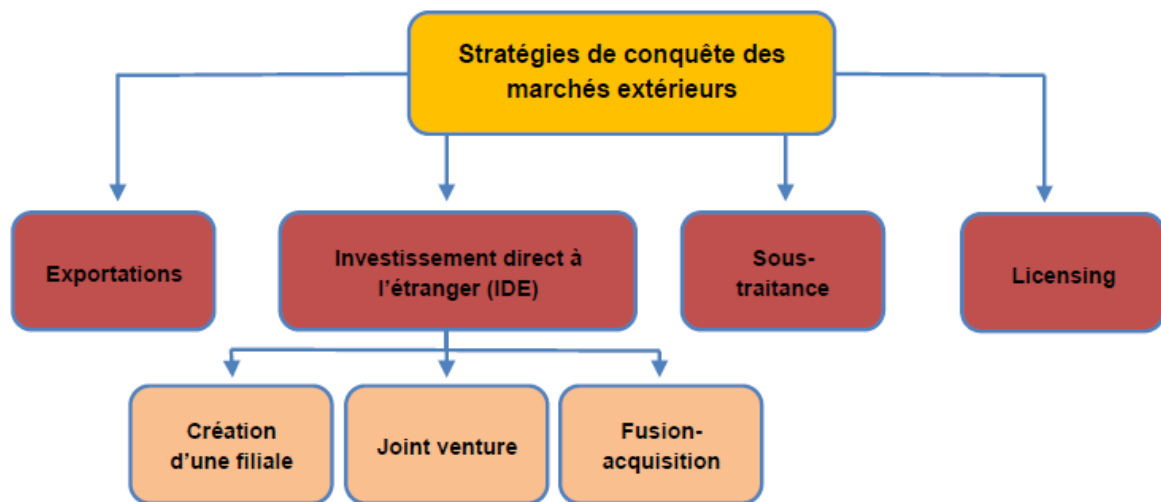 Stratégies de conquête des
marchés extérieurs
Exportations
Investissement direct à
l'étranger (IDE)
Sous-
traitance
Licensing
Création
d'une filiale
Joint venture
Fusion-
acquisition